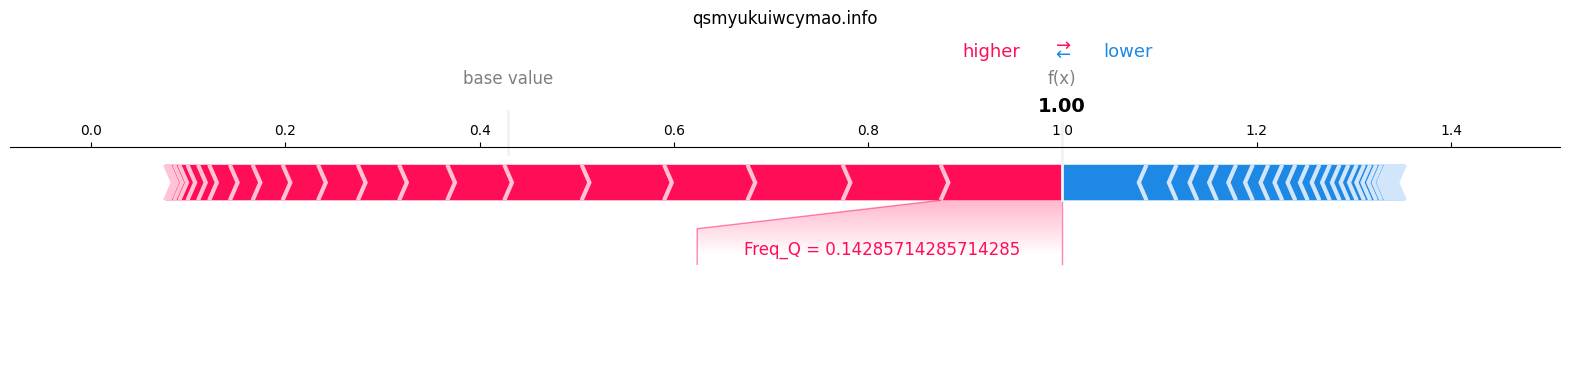 qsmyukuiwcymao.info
higher → ← lower
base value f(x)
1.00
0.0 0.2 0.4 0.6 0.8 1.0 1.2 1.4
Freq_Q = 0.14285714285714285